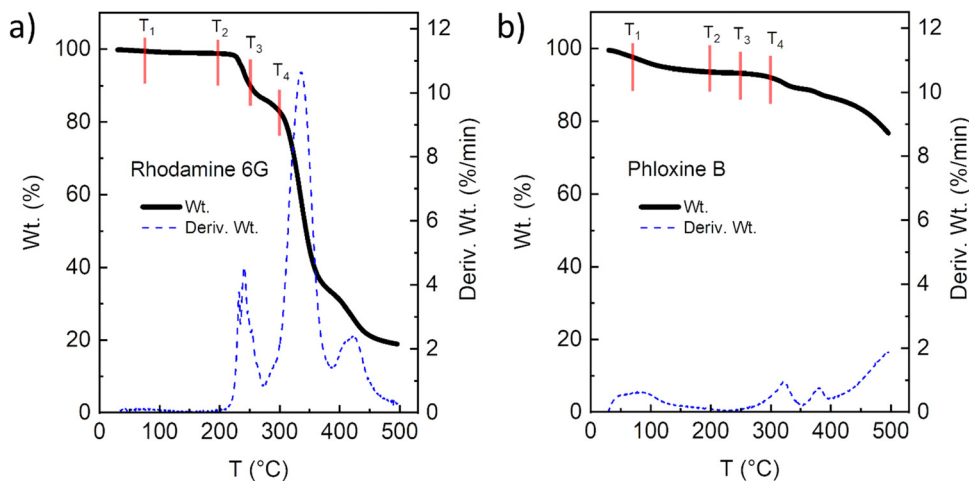 a)
T₁
T₂
T₃
T₄
Rhodamine 6G
Wt.
Deriv. Wt.
Wt. (%)
100
80
60
40
20
0
Deriv. Wt. (%/min)
12
10
8
6
4
2
0
0 100 200 300 400 500
T (°C)
b)
T₁
T₂
T₃
T₄
Phloxine B
Wt.
Deriv. Wt.
Wt. (%)
100
80
60
40
20
0
Deriv. Wt. (%/min)
12
10
8
6
4
2
0
0 100 200 300 400 500
T (°C)